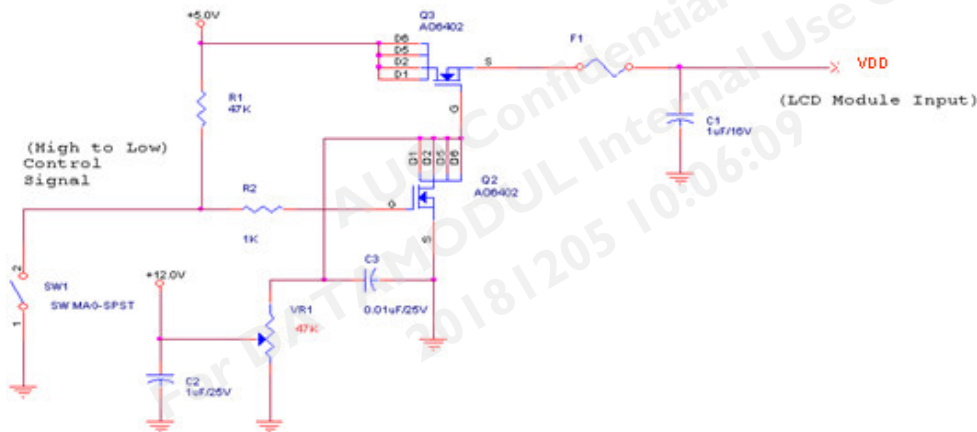 +5.0V
Q3
AO6402
D6
D5
D2
D1
S
G
F1
VDD
(LCD Module Input)
R1
47K
C1
1uF/16V
(High to Low)
Control
Signal
D1
D2
D5
D6
Q2
AO6402
R2
1K
G
S
2
SW1
SW MAG-SPST
1
+12.0V
C3
0.01uF/25V
VR1
47K
C2
1uF/25V
AUO Confidential
For DATAMODUL Internal Use
20181205 10:06:09